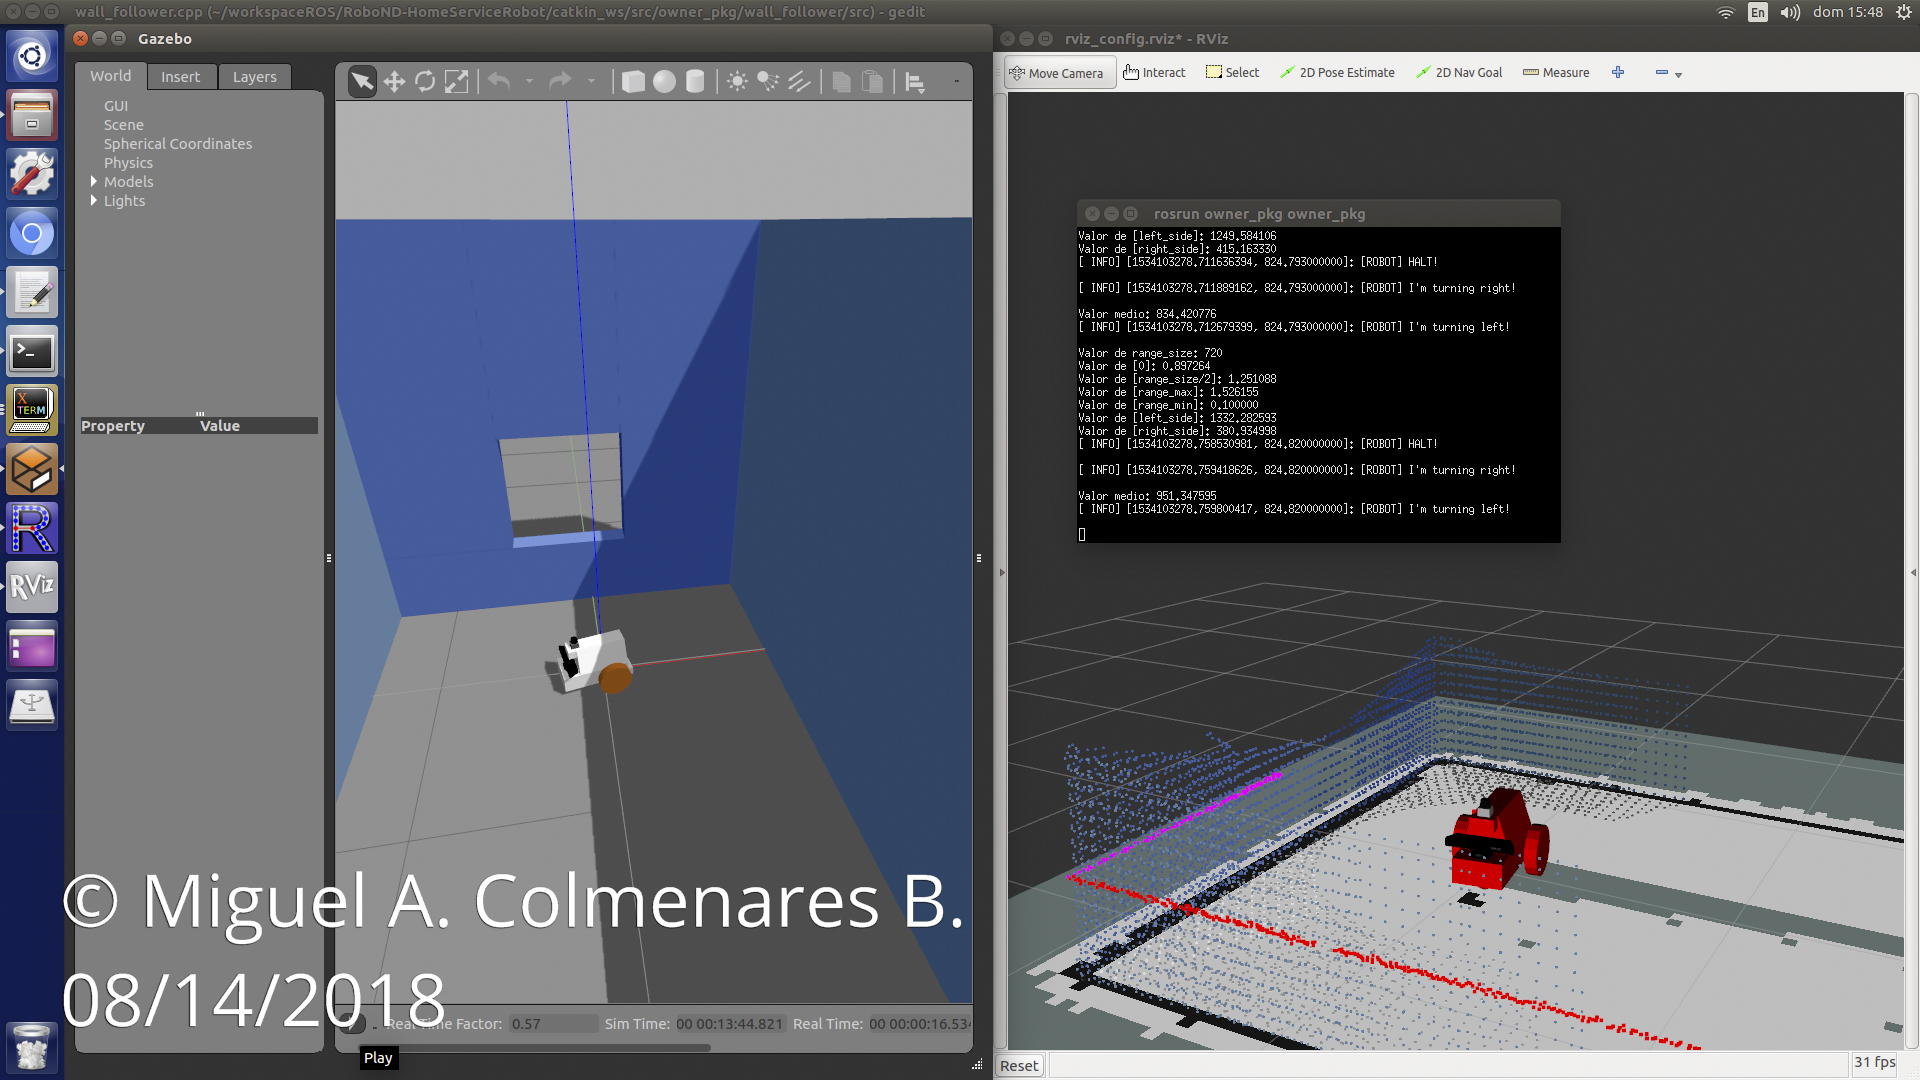 wall_follower.cpp (~/workspaceROS/RoboND-HomeServiceRobot/catkin_ws/src/owner_pkg/wall_follower/src) - gedit
En
dom 15:48
Gazebo
World
Insert
Layers
GUI
Scene
Spherical Coordinates
Physics
Models
Lights
Property
Value
Real Time Factor:
0.57
Sim Time:
00 00:13:44.821
Real Time:
00 00:00:16.534
Play
© Miguel A. Colmenares B.
08/14/2018
X
TERM
R
RViz
rviz_config.rviz* - RViz
Move Camera
Interact
Select
2D Pose Estimate
2D Nav Goal
Measure
rosrun owner_pkg owner_pkg
Valor de [left_side]: 1249.584106
Valor de [right_side]: 415.163330
[ INFO] [1534103278.711636394, 824.793000000]: [ROBOT] HALT!
[ INFO] [1534103278.711889162, 824.793000000]: [ROBOT] I'm turning right!
Valor medio: 834.420776
[ INFO] [1534103278.712679399, 824.793000000]: [ROBOT] I'm turning left!
Valor de range_size: 720
Valor de [0]: 0.897264
Valor de [range_size/2]: 1.251088
Valor de [range_max]: 1.526155
Valor de [range_min]: 0.100000
Valor de [left_side]: 1332.282593
Valor de [right_side]: 380.934998
[ INFO] [1534103278.758530981, 824.820000000]: [ROBOT] HALT!
[ INFO] [1534103278.759418626, 824.820000000]: [ROBOT] I'm turning right!
Valor medio: 951.347595
[ INFO] [1534103278.759800417, 824.820000000]: [ROBOT] I'm turning left!
Reset
31 fps